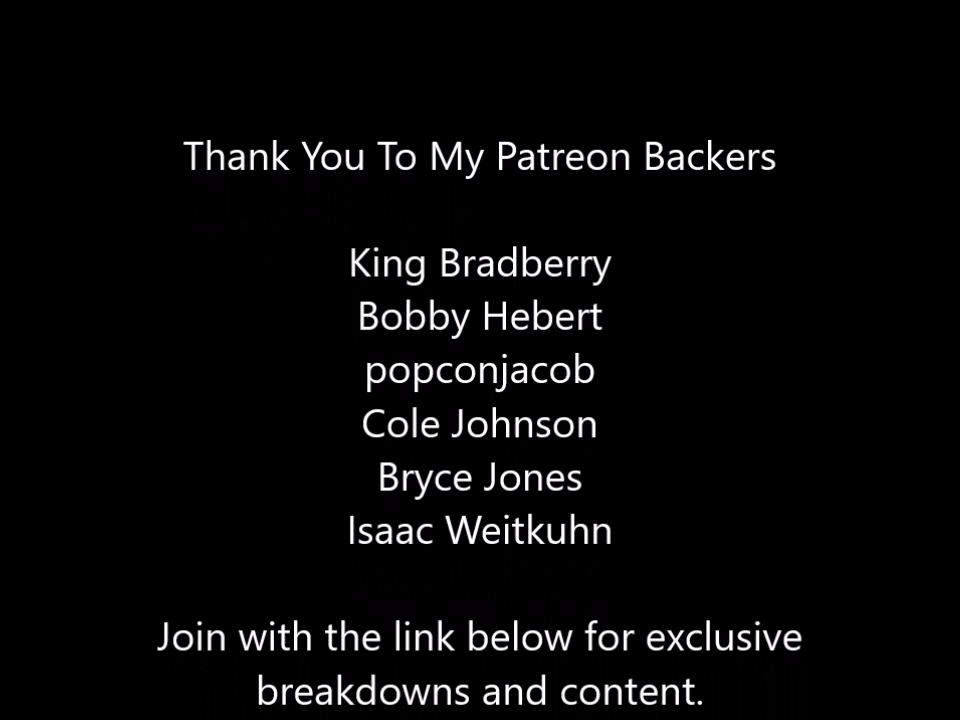 Thank You To My Patreon Backers
King Bradberry
Bobby Hebert
popconjacob
Cole Johnson
Bryce Jones
Isaac Weitkuhn
Join with the link below for exclusive
breakdowns and content.